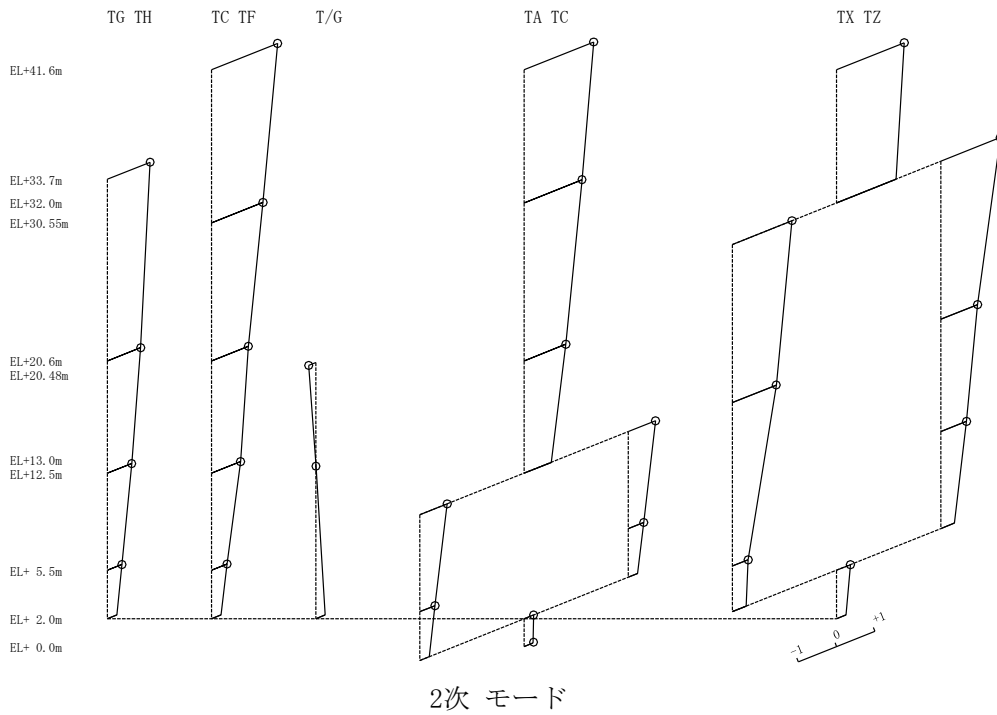 TG TH TC TF T/G TA TC TX TZ
EL+41.6m
EL+33.7m
EL+32.0m
EL+30.55m
EL+20.6m
EL+20.48m
EL+13.0m
EL+12.5m
EL+ 5.5m
EL+ 2.0m
EL+ 0.0m
-1 0 +1
2次 モード